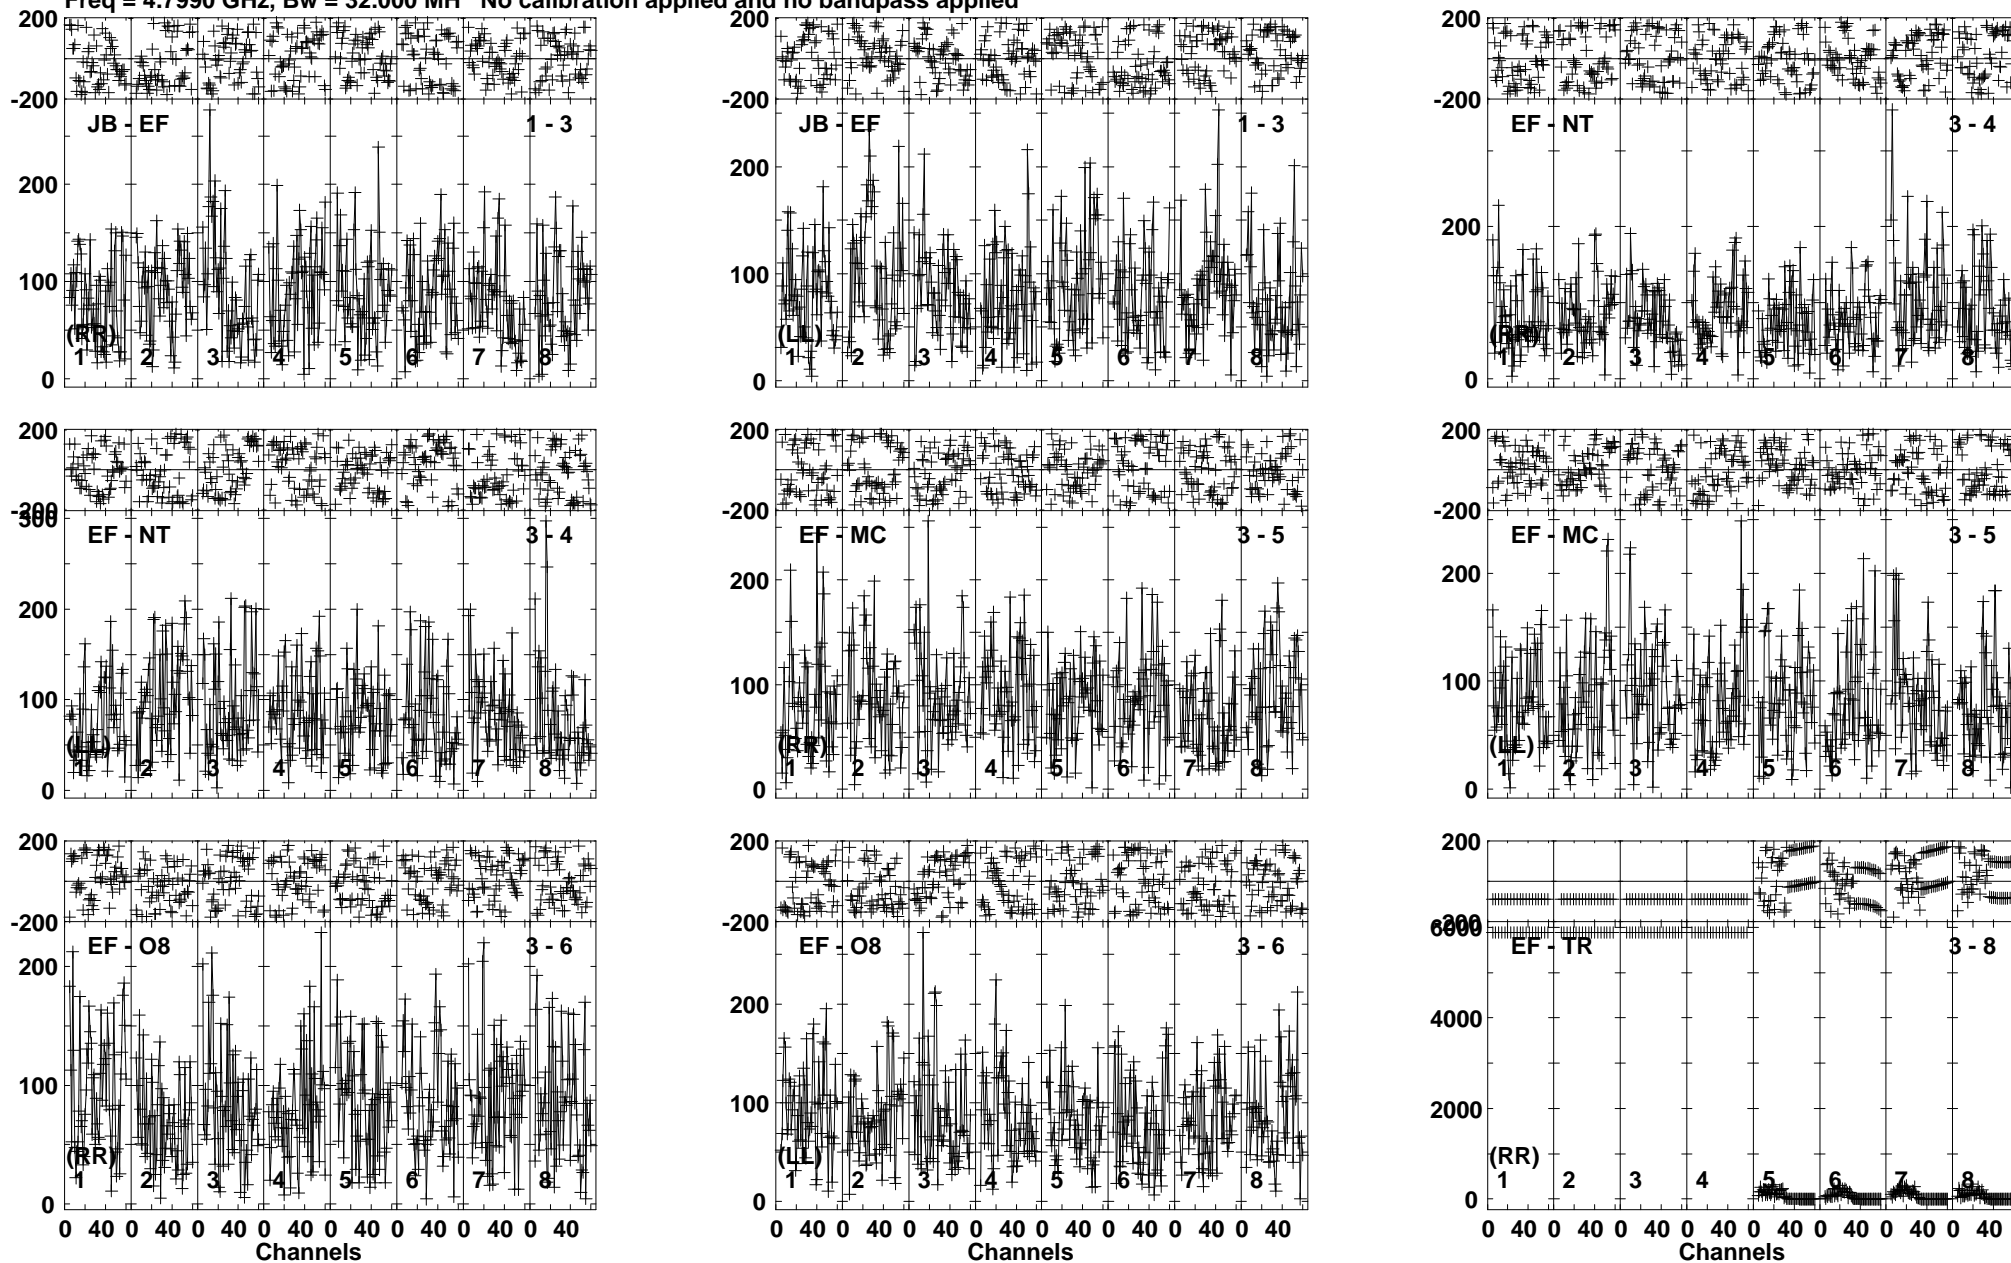 Freq = 4.7990 GHz, Bw = 32.000 MH No calibration applied and no bandpass applied
200 200 200
-200 -200 -200
JB - EF 1 - 3 JB - EF 1 - 3 EF - NT 3 - 4
200 200 200
100 100
(RR) (LL) (RR)
1 2 3 4 5 6 7 8 1 2 3 4 5 6 7 8 1 2 3 4 5 6 7 8
0 0 0
200 200 200
-200 -200 -200
300
EF - NT 3 - 4 EF - MC 3 - 5 EF - MC 3 - 5
200 200 200
100 100 100
(LL) (RR) (LL)
1 2 3 4 5 6 7 8 1 2 3 4 5 6 7 8 1 2 3 4 5 6 7 8
0 0 0
200 200 200
-200 -200 -200
6000
EF - O8 3 - 6 EF - O8 3 - 6 EF - TR 3 - 8
200 200 4000
100 100 2000
(RR) (LL) (RR)
1 2 3 4 5 6 7 8 1 2 3 4 5 6 7 8 1 2 3 4 5 6 7 8
0 0 0
0 40 0 40 0 40 0 40 0 40 0 40 0 40 0 40 0 40 0 40 0 40 0 40 0 40 0 40 0 40 0 40 0 40 0 40 0 40 0 40 0 40 0 40 0 40 0 40
Channels Channels Channels